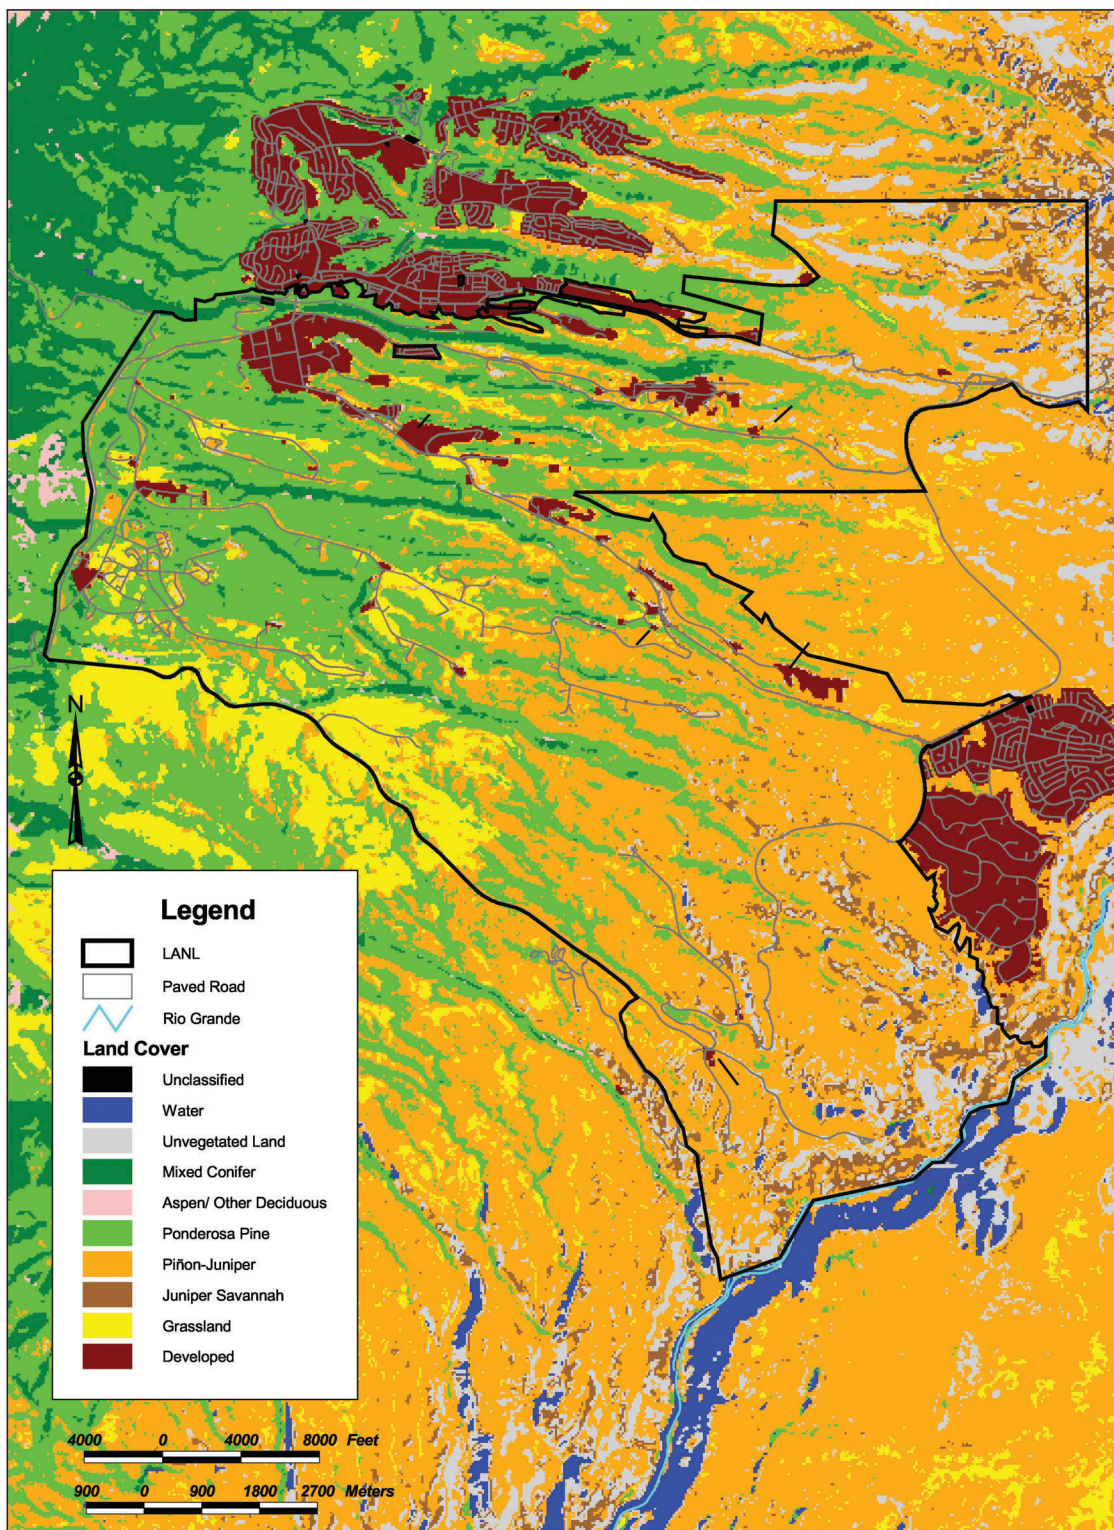 N
Legend
LANL
Paved Road
Rio Grande
Land Cover
Unclassified
Water
Unvegetated Land
Mixed Conifer
Aspen/ Other Deciduous
Ponderosa Pine
Piñon-Juniper
Juniper Savannah
Grassland
Developed
4000 0 4000 8000 Feet
900 0 900 1800 2700 Meters